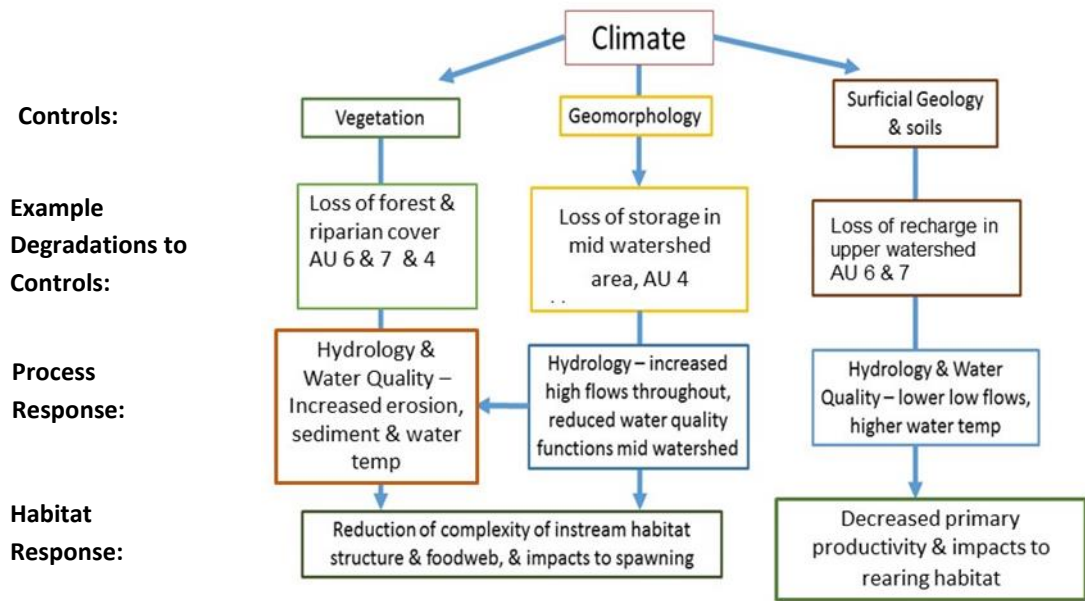 Climate
Controls:
Vegetation
Geomorphology
Surficial Geology
& soils
Example
Degradations to
Controls:
Loss of forest &
riparian cover
AU 6 & 7 & 4
Loss of storage in
mid watershed
area, AU 4
Loss of recharge in
upper watershed
AU 6 & 7
Process
Response:
Hydrology &
Water Quality –
Increased erosion,
sediment & water
temp
Hydrology – increased
high flows throughout,
reduced water quality
functions mid watershed
Hydrology & Water
Quality – lower low flows,
higher water temp
Habitat
Response:
Reduction of complexity of instream habitat
structure & foodweb, & impacts to spawning
Decreased primary
productivity & impacts to
rearing habitat